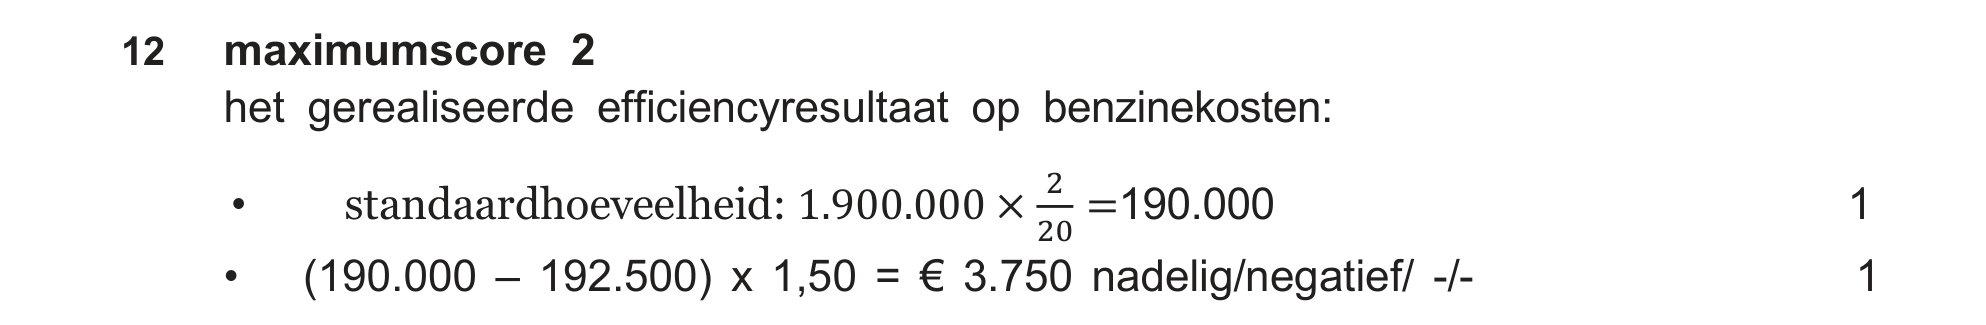 12 maximumscore 2
het gerealiseerde efficiencyresultaat op benzinekosten:
• standaardhoeveelheid: 1.900.000 × 2/20 =190.000 1
• (190.000 – 192.500) x 1,50 = € 3.750 nadelig/negatief/ -/- 1